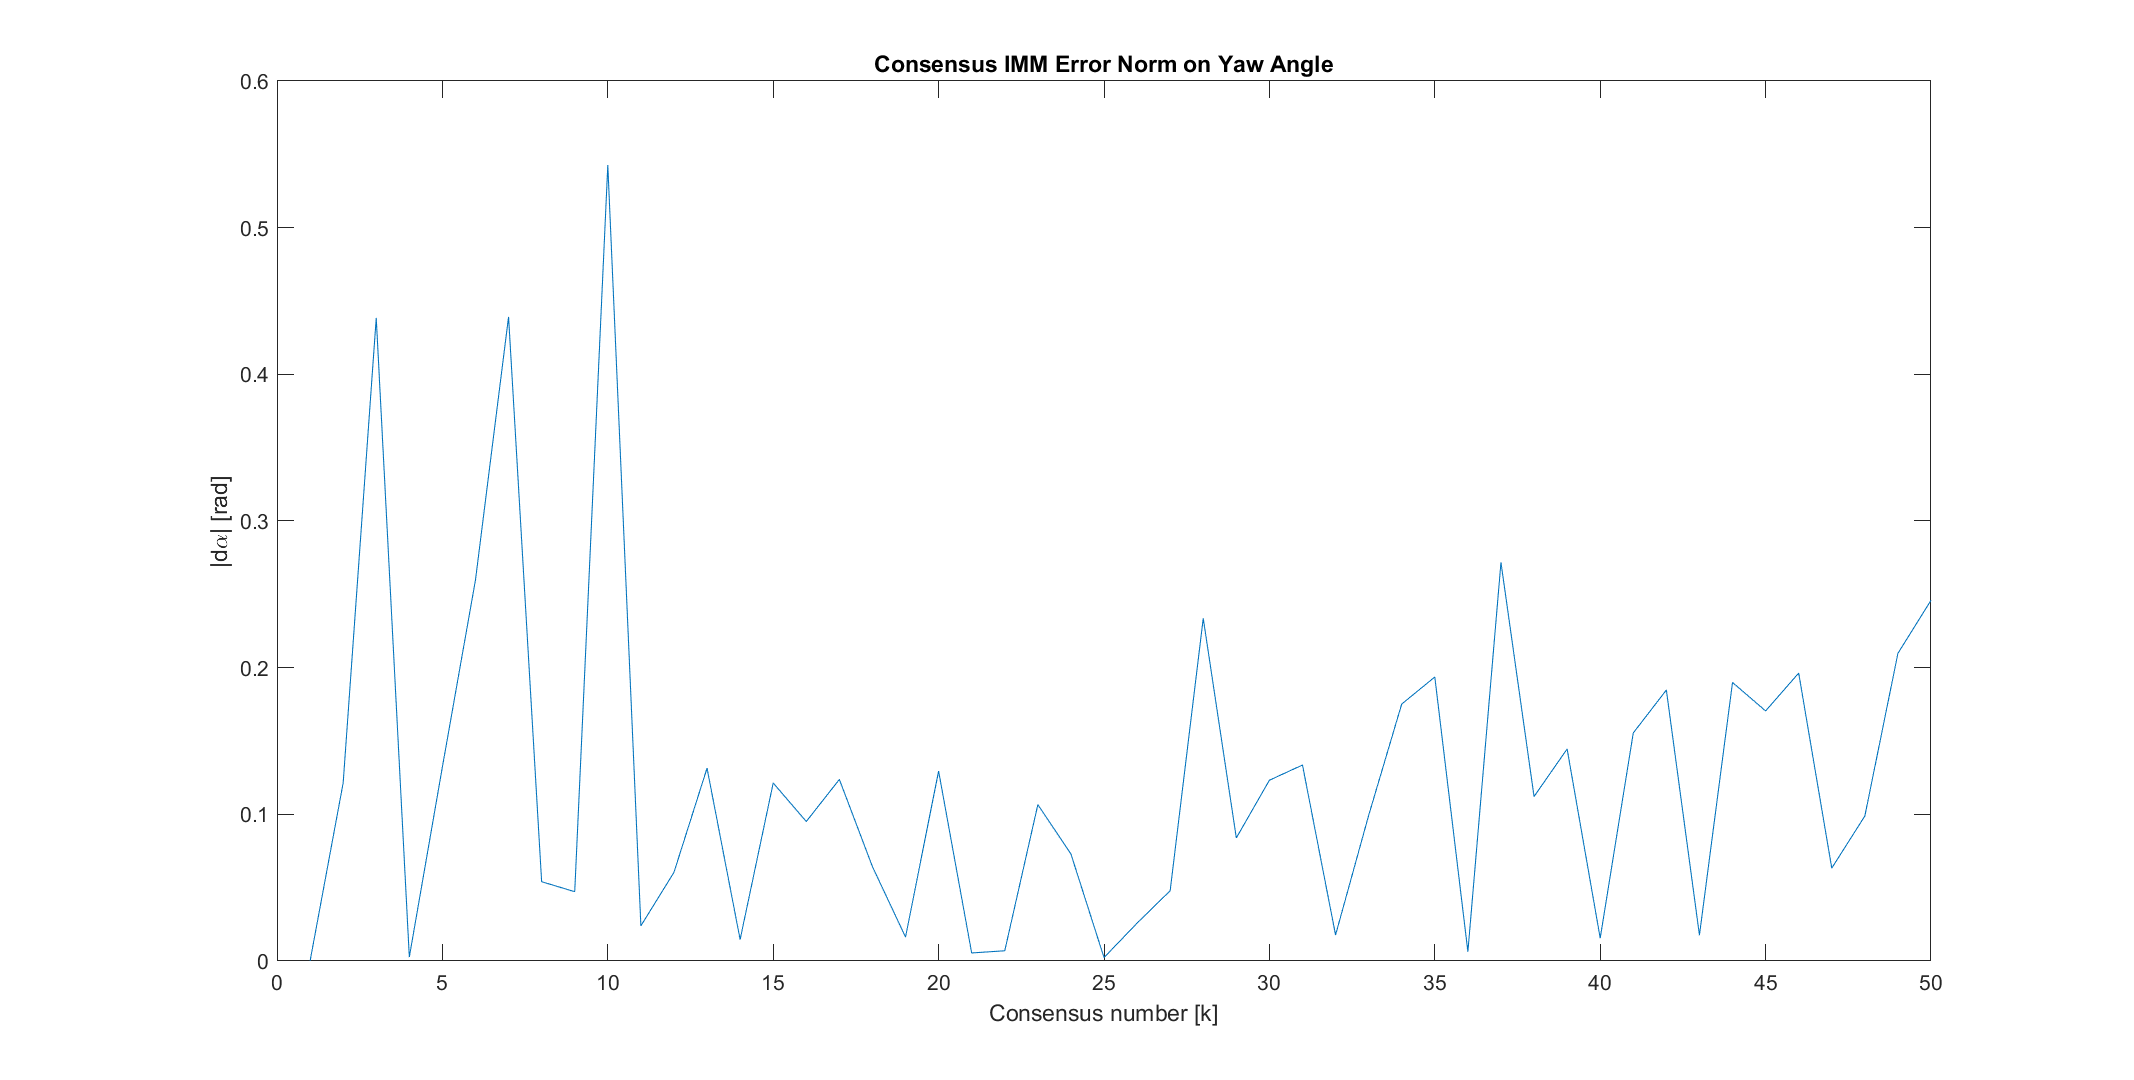 Consensus IMM Error Norm on Yaw Angle
0.6
0.5
0.4
0.3
0.2
0.1
0
|dα| [rad]
0 5 10 15 20 25 30 35 40 45 50
Consensus number [k]